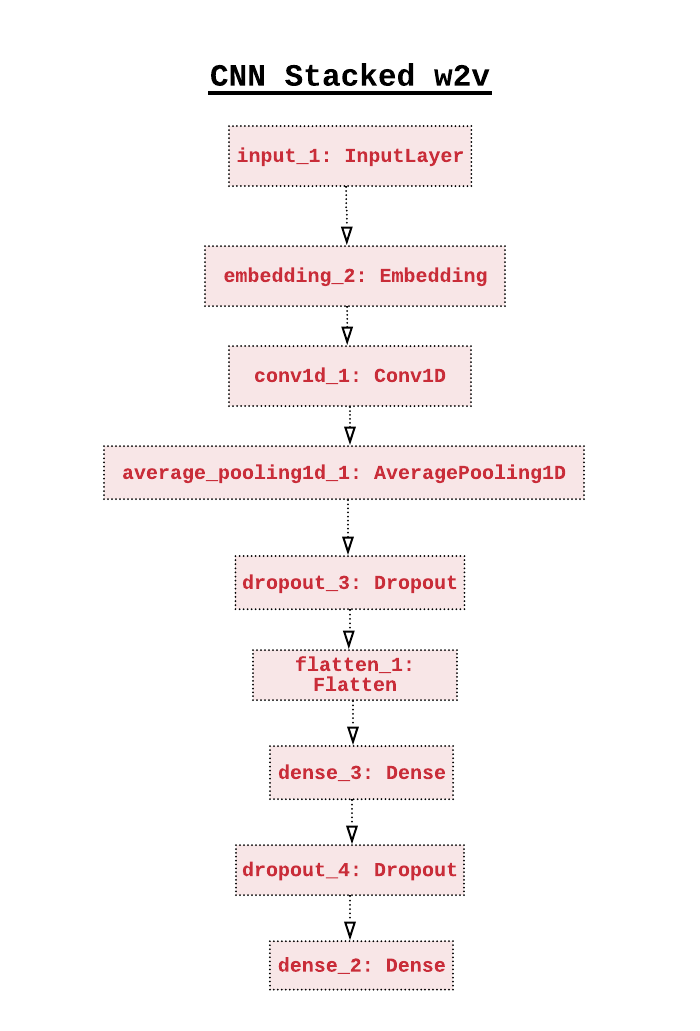 CNN Stacked w2v
input_1: InputLayer
embedding_2: Embedding
conv1d_1: Conv1D
average_pooling1d_1: AveragePooling1D
dropout_3: Dropout
flatten_1:
Flatten
dense_3: Dense
dropout_4: Dropout
dense_2: Dense